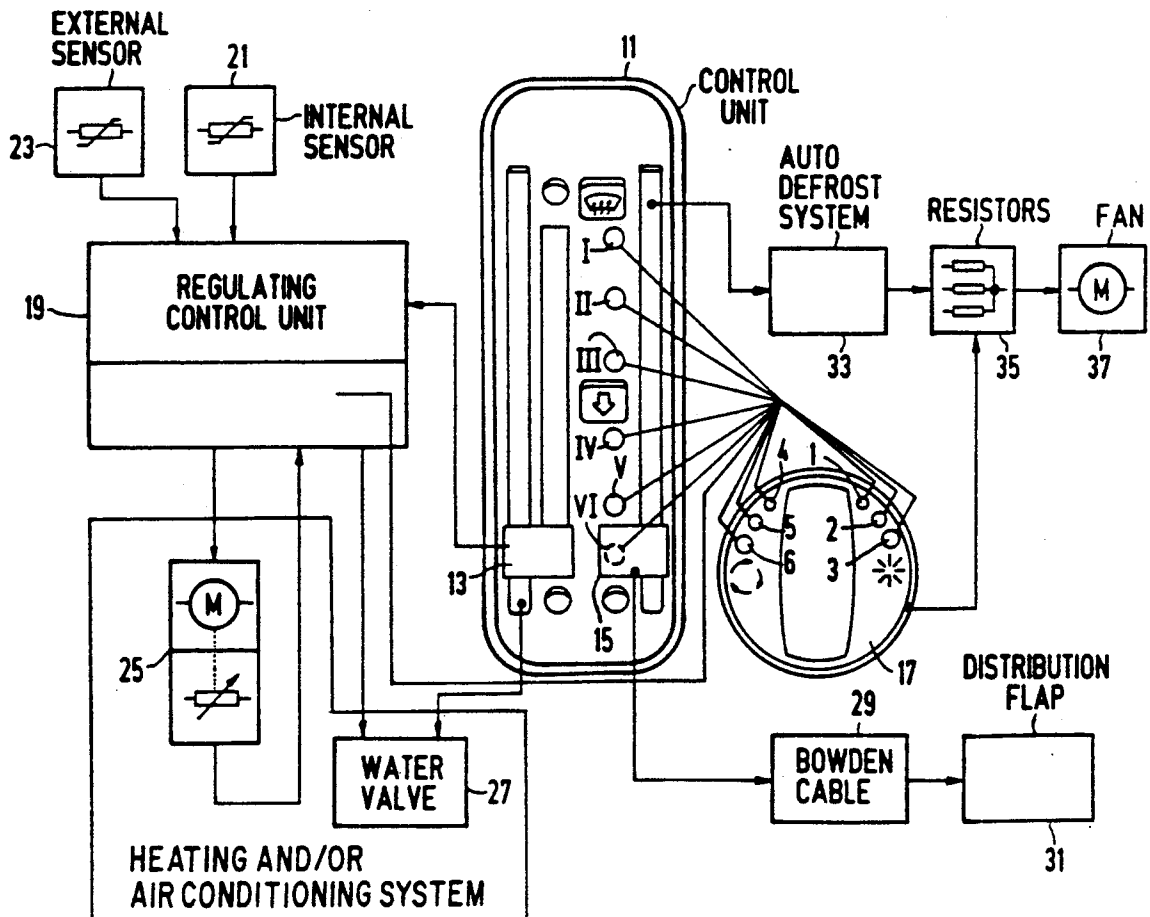 EXTERNAL
SENSOR
21
23
INTERNAL
SENSOR
11
CONTROL
UNIT
AUTO
DEFROST
SYSTEM
RESISTORS
FAN
M
33
35
37
19
REGULATING
CONTROL UNIT
I
II
III
IV
V
VI
13
15
4
1
5
2
6
3
17
M
25
WATER
VALVE
27
29
BOWDEN
CABLE
DISTRIBUTION
FLAP
31
HEATING AND/OR
AIR CONDITIONING SYSTEM